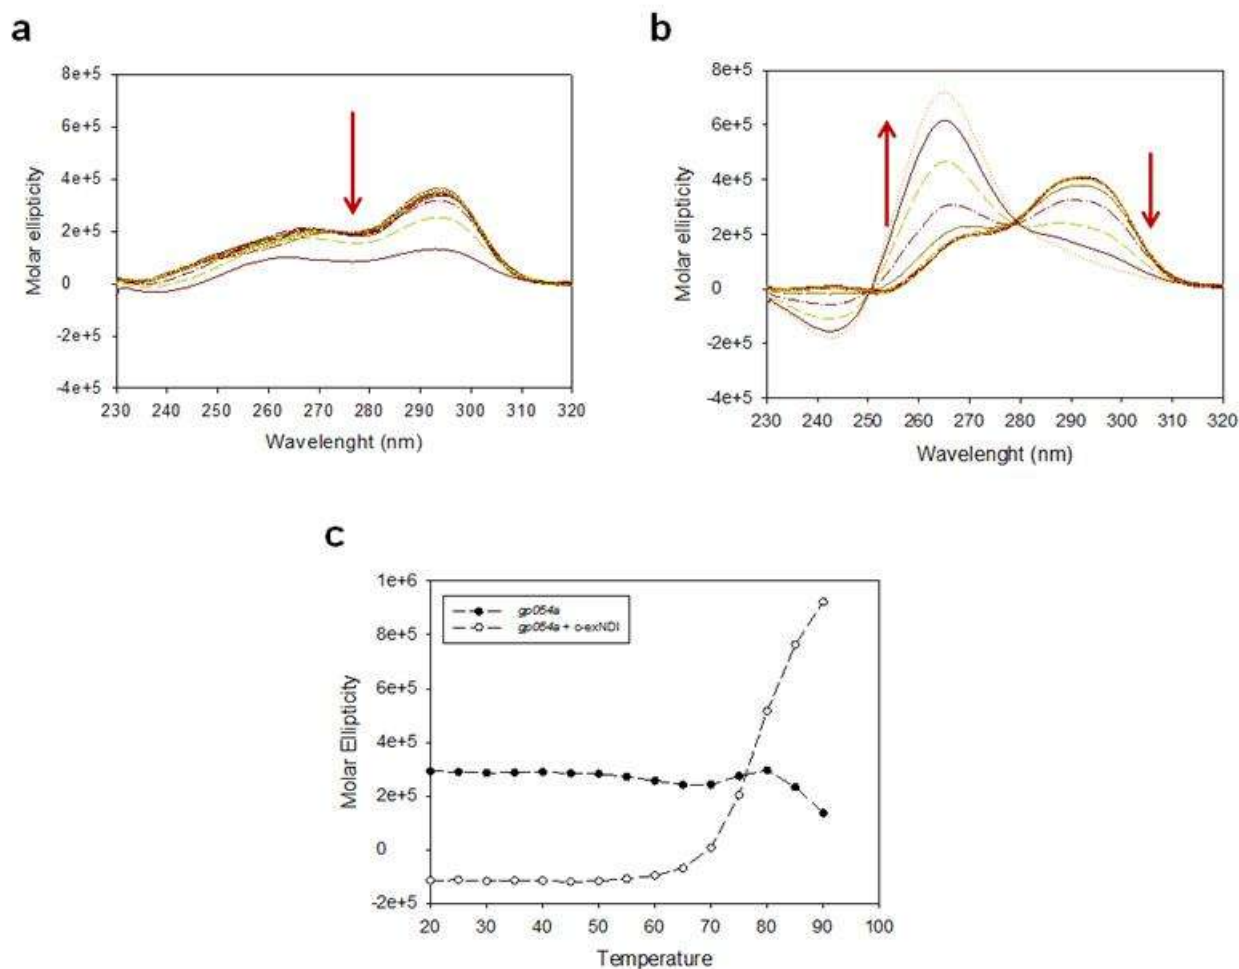 a
8e+5
6e+5
4e+5
2e+5
0
-2e+5
-4e+5
Molar ellipticity
230 240 250 260 270 280 290 300 310 320
Wavelenght (nm)
b
8e+5
6e+5
4e+5
2e+5
0
-2e+5
-4e+5
Molar ellipticity
230 240 250 260 270 280 290 300 310 320
Wavelenght (nm)
c
1e+6
8e+5
6e+5
4e+5
2e+5
0
-2e+5
Molar Ellipticity
gp054a
gp054a + c-exNDI
20 30 40 50 60 70 80 90 100
Temperature